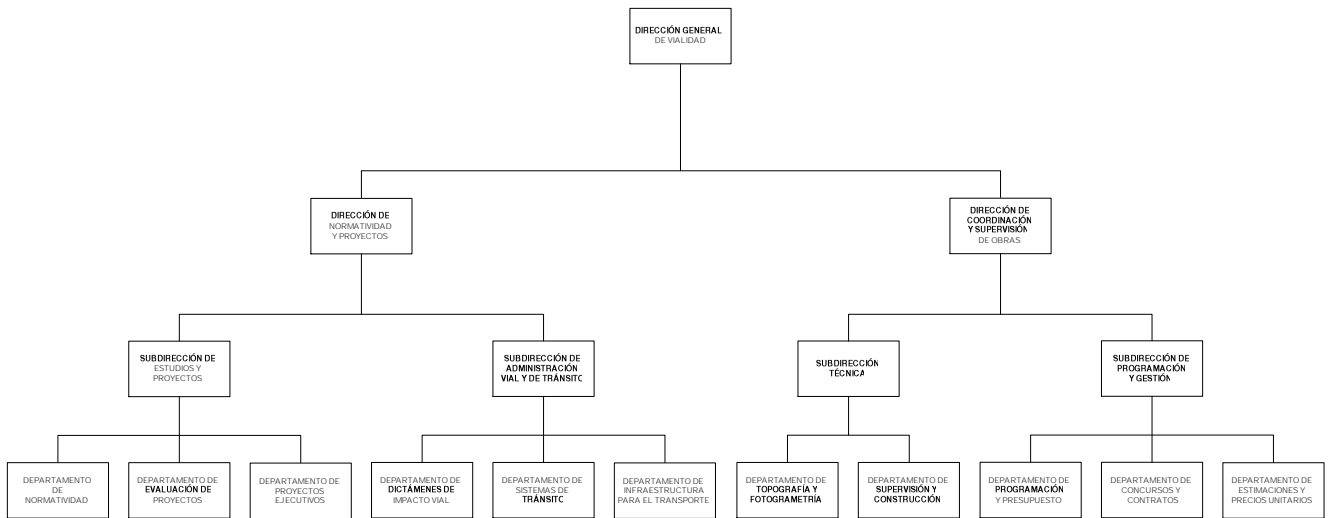 DIRECCIÓN GENERAL
DE VIALIDAD
DIRECCIÓN DE
NORMATIVIDAD
Y PROYECTOS
DIRECCIÓN DE
COORDINACIÓN
Y SUPERVISIÓN
DE OBRAS
SUBDIRECCIÓN DE
ESTUDIOS Y
PROYECTOS
SUBDIRECCIÓN DE
ADMINISTRACIÓN
VIAL Y DE TRÁNSITO
SUBDIRECCIÓN
TÉCNICA
SUBDIRECCIÓN DE
PROGRAMACIÓN
Y GESTIÓN
DEPARTAMENTO
DE
NORMATIVIDAD
DEPARTAMENTO DE
EVALUACIÓN DE
PROYECTOS
DEPARTAMENTO DE
PROYECTOS
EJECUTIVOS
DEPARTAMENTO DE
DICTÁMENES DE
IMPACTO VIAL
DEPARTAMENTO DE
SISTEMAS DE
TRÁNSITO
DEPARTAMENTO DE
INFRAESTRUCTURA
PARA EL TRANSPORTE
DEPARTAMENTO DE
TOPOGRAFÍA Y
FOTOGRAMETRÍA
DEPARTAMENTO DE
SUPERVISIÓN Y
CONSTRUCCIÓN
DEPARTAMENTO DE
PROGRAMACIÓN
Y PRESUPUESTO
DEPARTAMENTO DE
CONCURSOS Y
CONTRATOS
DEPARTAMENTO DE
ESTIMACIONES Y
PRECIOS UNITARIOS